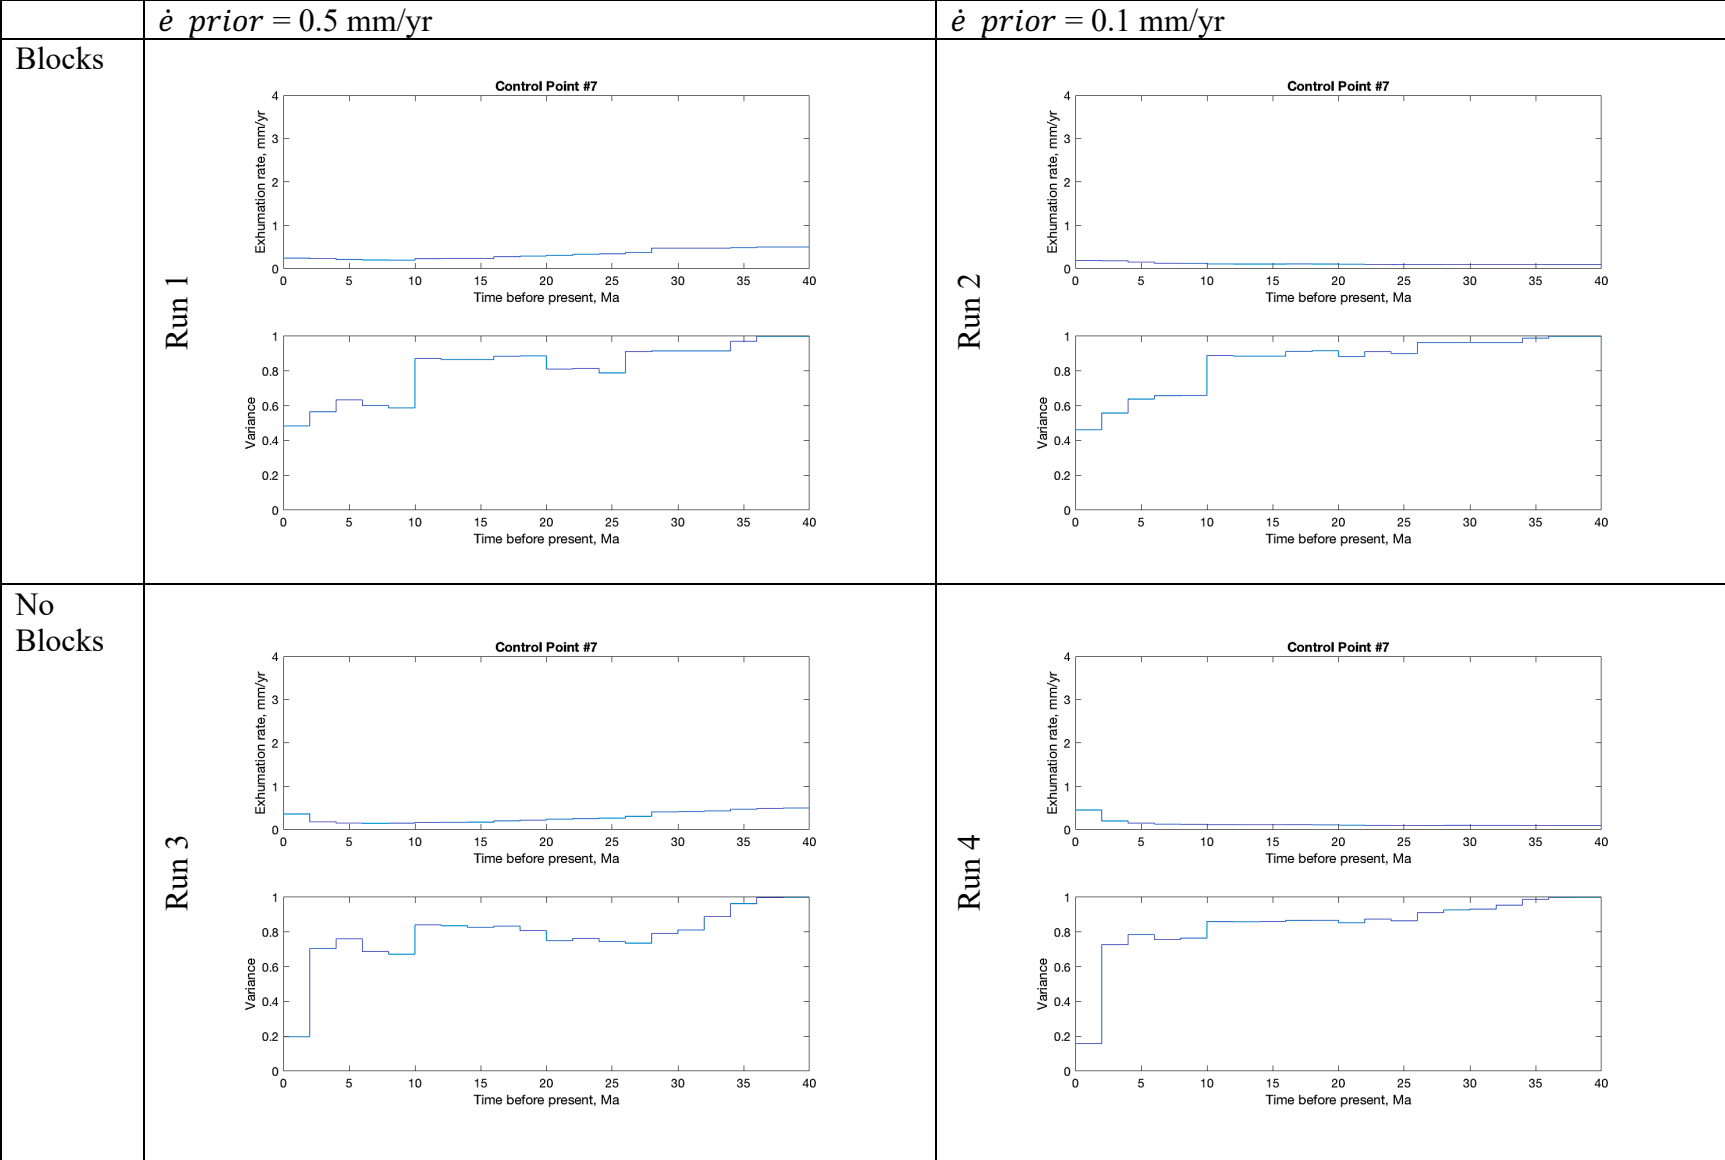 ė prior = 0.5 mm/yr
ė prior = 0.1 mm/yr
Blocks
Run 1
Control Point #7
Exhumation rate, mm/yr
4
3
2
1
0
0 5 10 15 20 25 30 35 40
Time before present, Ma
Variance
1
0.8
0.6
0.4
0.2
0
0 5 10 15 20 25 30 35 40
Time before present, Ma
Run 2
Control Point #7
Exhumation rate, mm/yr
4
3
2
1
0
0 5 10 15 20 25 30 35 40
Time before present, Ma
Variance
1
0.8
0.6
0.4
0.2
0
0 5 10 15 20 25 30 35 40
Time before present, Ma
No
Blocks
Run 3
Control Point #7
Exhumation rate, mm/yr
4
3
2
1
0
0 5 10 15 20 25 30 35 40
Time before present, Ma
Variance
1
0.8
0.6
0.4
0.2
0
0 5 10 15 20 25 30 35 40
Time before present, Ma
Run 4
Control Point #7
Exhumation rate, mm/yr
4
3
2
1
0
0 5 10 15 20 25 30 35 40
Time before present, Ma
Variance
1
0.8
0.6
0.4
0.2
0
0 5 10 15 20 25 30 35 40
Time before present, Ma